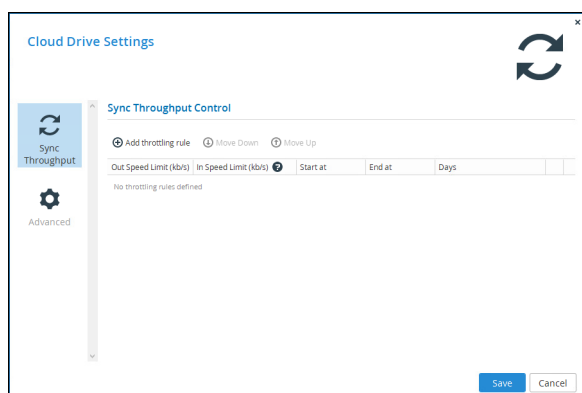 Cloud Drive Settings
Sync Throughput
Sync Throughput Control
Add throttling rule Move Down Move Up
Out Speed Limit (kb/s) In Speed Limit (kb/s) ? Start at End at Days
No throttling rules defined
Advanced
Save Cancel